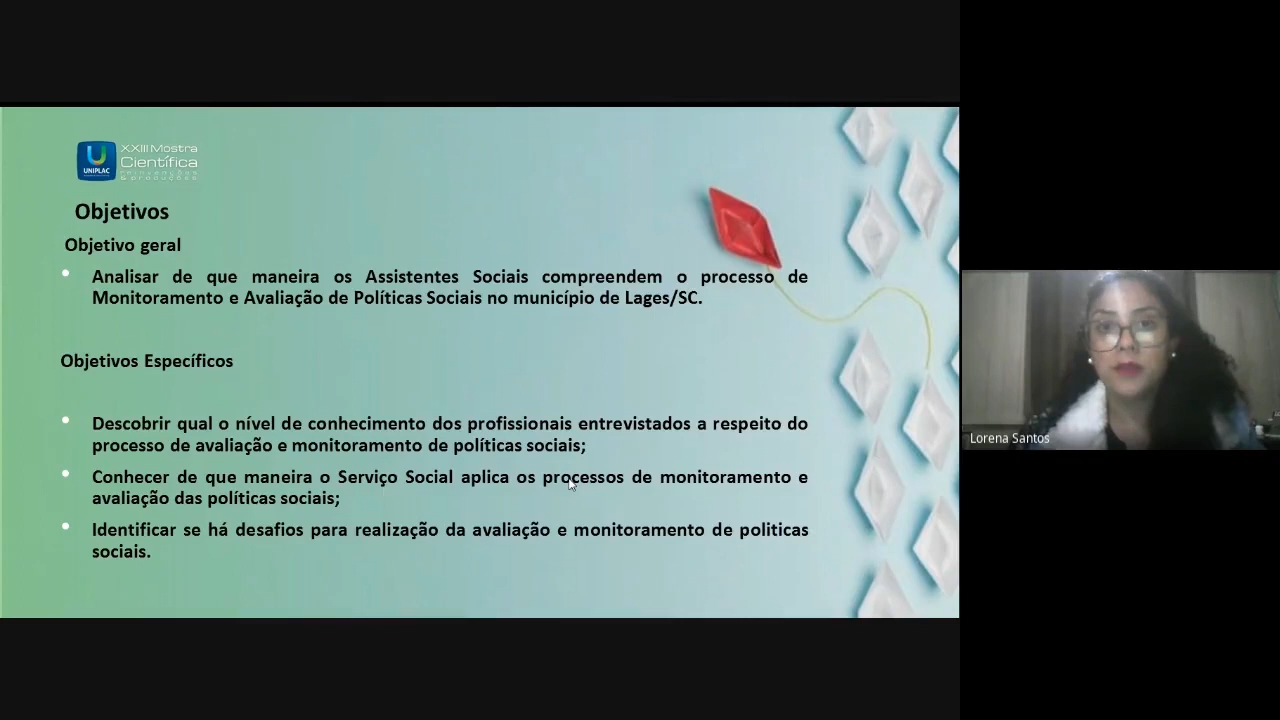 XXIII Mostra
Científica
UNIPLAC
Objetivos
Objetivo geral
Analisar de que maneira os Assistentes Sociais compreendem o processo de
Monitoramento e Avaliação de Políticas Sociais no município de Lages/SC.
Objetivos Específicos
Descobrir qual o nível de conhecimento dos profissionais entrevistados a respeito do
processo de avaliação e monitoramento de políticas sociais;
Conhecer de que maneira o Serviço Social aplica os processos de monitoramento e
avaliação das políticas sociais;
Identificar se há desafios para realização da avaliação e monitoramento de politicas
sociais.
Lorena Santos